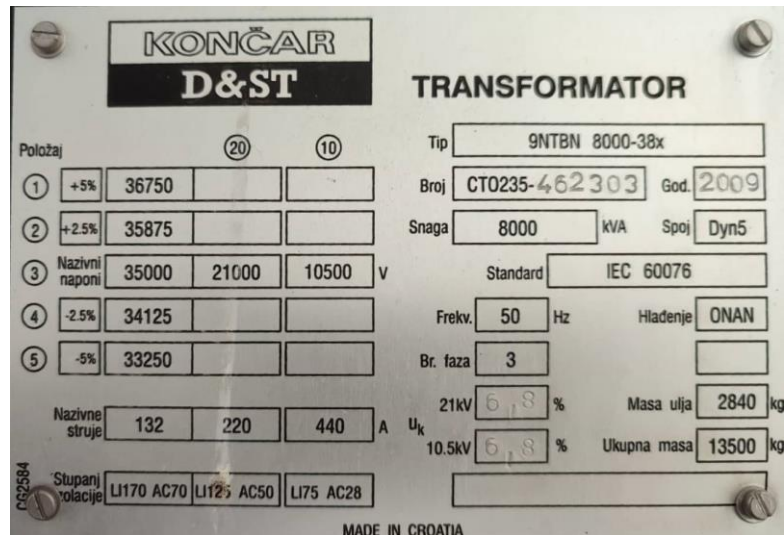 KONČAR
D&ST
TRANSFORMATOR
Položaj 20 10
1 +5% 36750
2 +2.5% 35875
3 Nazivni naponi 35000 21000 10500 V
4 -2.5% 34125
5 -5% 33250
Nazivne struje 132 220 440 A
Stupanj izolacije LI170 AC70 LI125 AC50 LI75 AC28
CG2584
Tip 9NTBN 8000-38x
Broj CT0235-462303 God. 2009
Snaga 8000 kVA Spoj Dyn5
Standard IEC 60076
Frekv. 50 Hz Hlađenje ONAN
Br. faza 3
uk
21kV 6,8 % Masa ulja 2840 kg
10.5kV 6,8 % Ukupna masa 13500 kg
MADE IN CROATIA